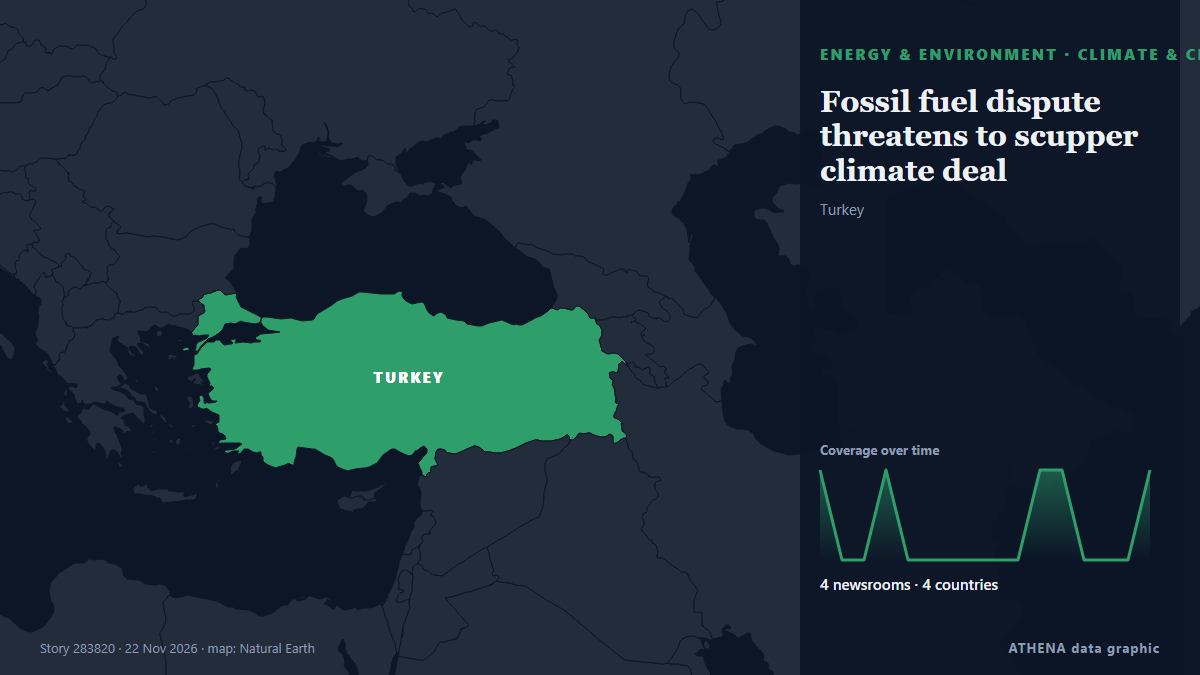 ENERGY & ENVIRONMENT · CLIMATE &
Fossil fuel dispute
threatens to scupper
climate deal
Turkey
TURKEY
Coverage over time
4 newsrooms · 4 countries
Story 283820 · 22 Nov 2026 · map: Natural Earth
ATHENA data graphic